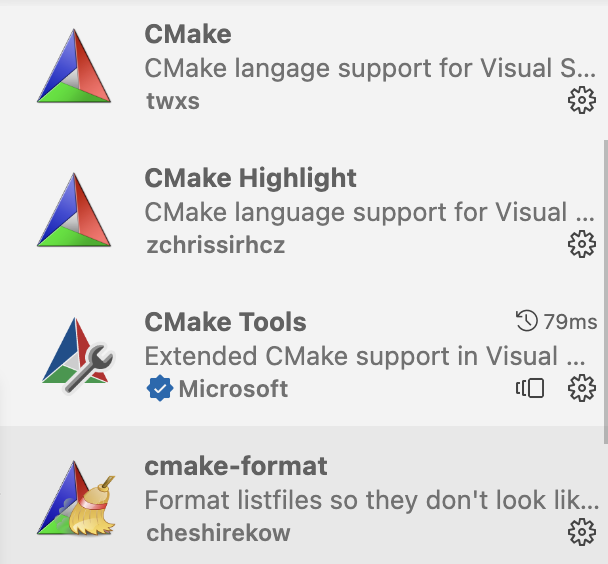 CMake
CMake langage support for Visual S...
twxs
CMake Highlight
CMake language support for Visual ...
zchrissirhcz
CMake Tools
79ms
Extended CMake support in Visual ...
Microsoft
cmake-format
Format listfiles so they don't look lik...
cheshirekow